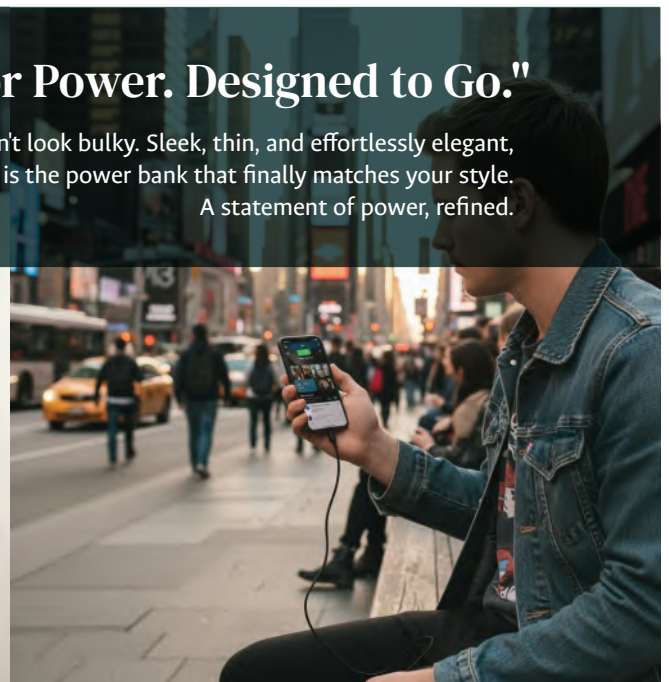 r Power. Designed to Go."
n't look bulky. Sleek, thin, and effortlessly elegant,
is the power bank that finally matches your style.
A statement of power, refined.